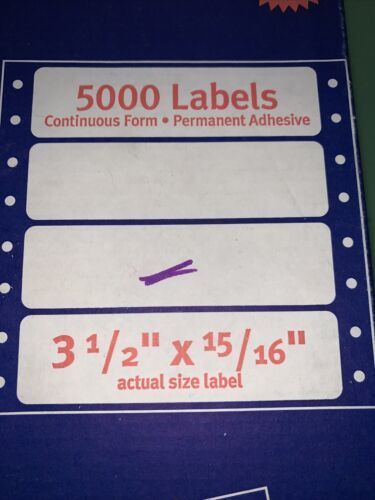 5000 Labels
Continuous Form • Permanent Adhesive
3 1/2" x 15/16"
actual size label